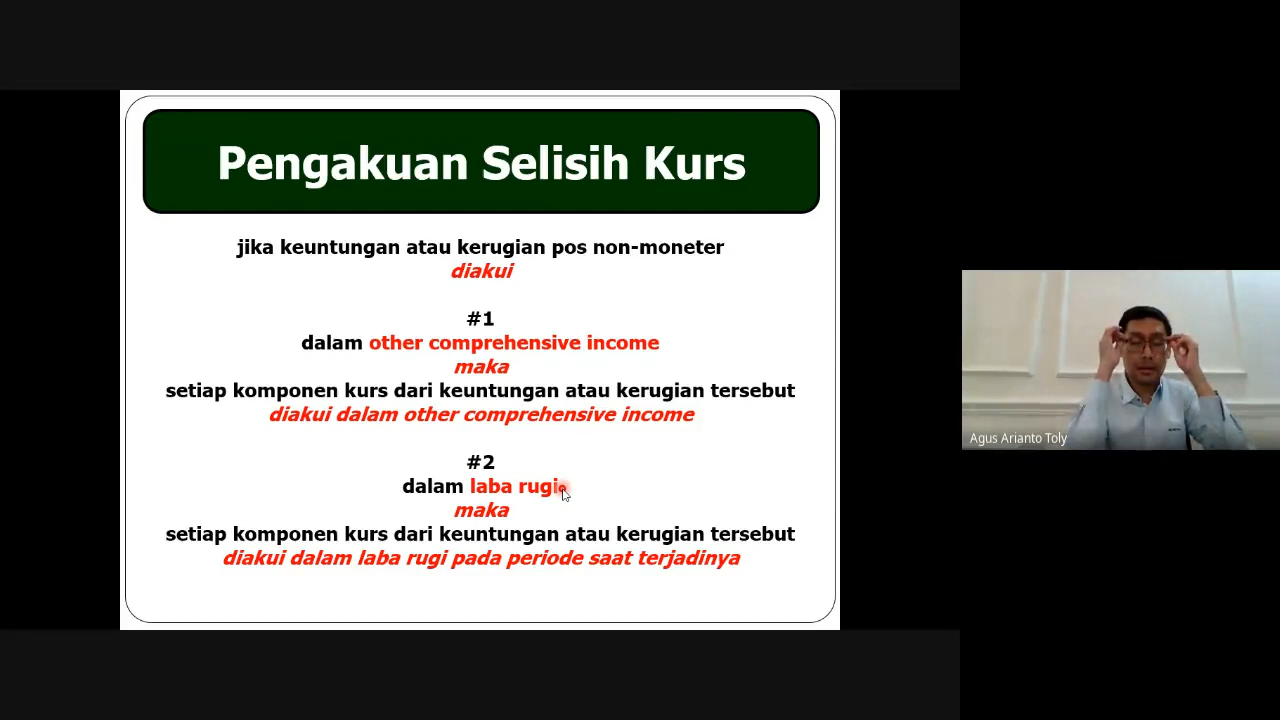 Pengakuan Selisih Kurs
jika keuntungan atau kerugian pos non-moneter
diakui
#1
dalam other comprehensive income
maka
setiap komponen kurs dari keuntungan atau kerugian tersebut
diakui dalam other comprehensive income
#2
dalam laba rugi
maka
setiap komponen kurs dari keuntungan atau kerugian tersebut
diakui dalam laba rugi pada periode saat terjadinya
Agus Arianto Toly